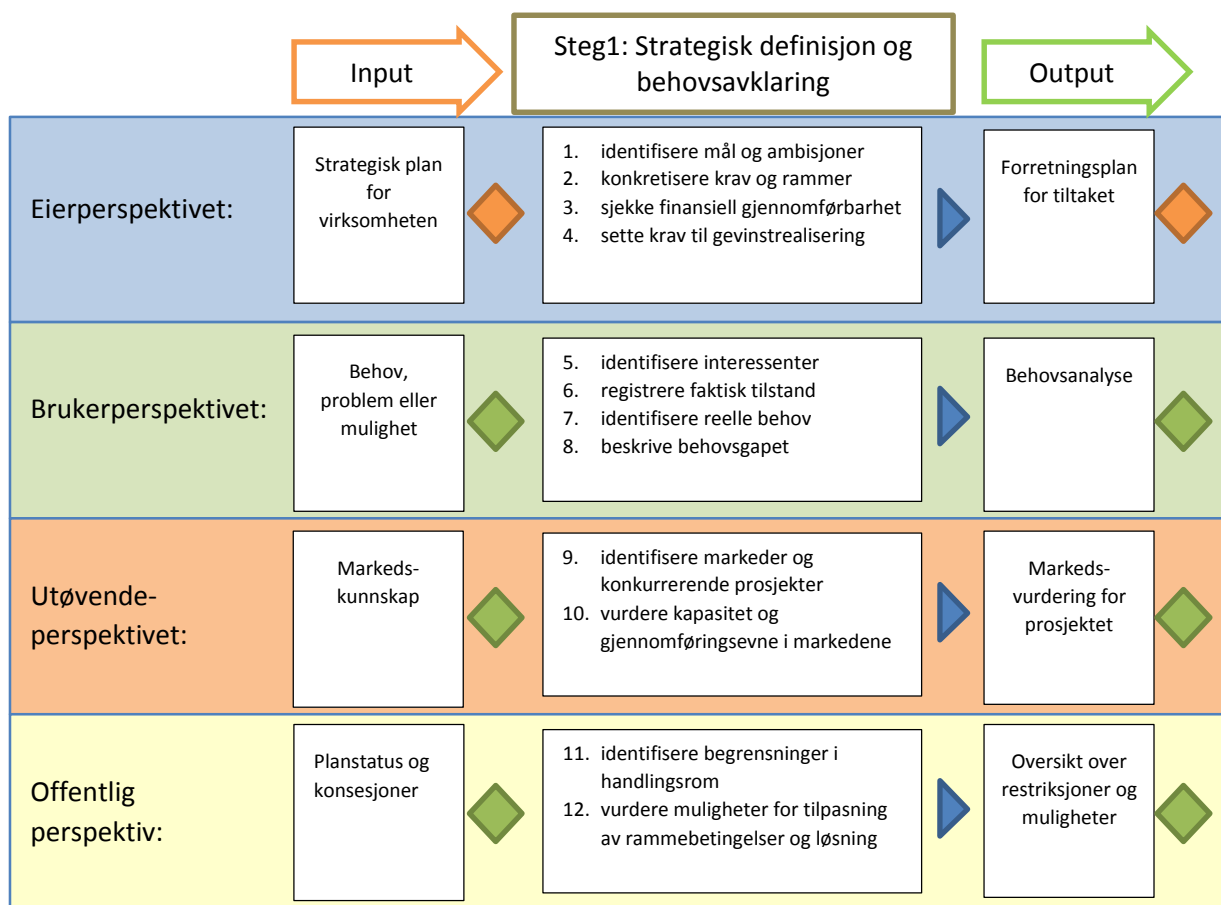 Input
Steg1: Strategisk definisjon og
behovsavklaring
Output
Eierperspektivet:
Strategisk plan
for
virksomheten
1. identifisere mål og ambisjoner
2. konkretisere krav og rammer
3. sjekke finansiell gjennomførbarhet
4. sette krav til gevinstrealisering
Forretningsplan
for tiltaket
Brukerperspektivet:
Behov,
problem eller
mulighet
5. identifisere interessenter
6. registrere faktisk tilstand
7. identifisere reelle behov
8. beskrive behovsgapet
Behovsanalyse
Utøvende-
perspektivet:
Markeds-
kunnskap
9. identifisere markeder og
konkurrerende prosjekter
10. vurdere kapasitet og
gjennomføringsevne i markedene
Markeds-
vurdering for
prosjektet
Offentlig
perspektiv:
Planstatus og
konsesjoner
11. identifisere begrensninger i
handlingsrom
12. vurdere muligheter for tilpasning
av rammebetingelser og løsning
Oversikt over
restriksjoner og
muligheter